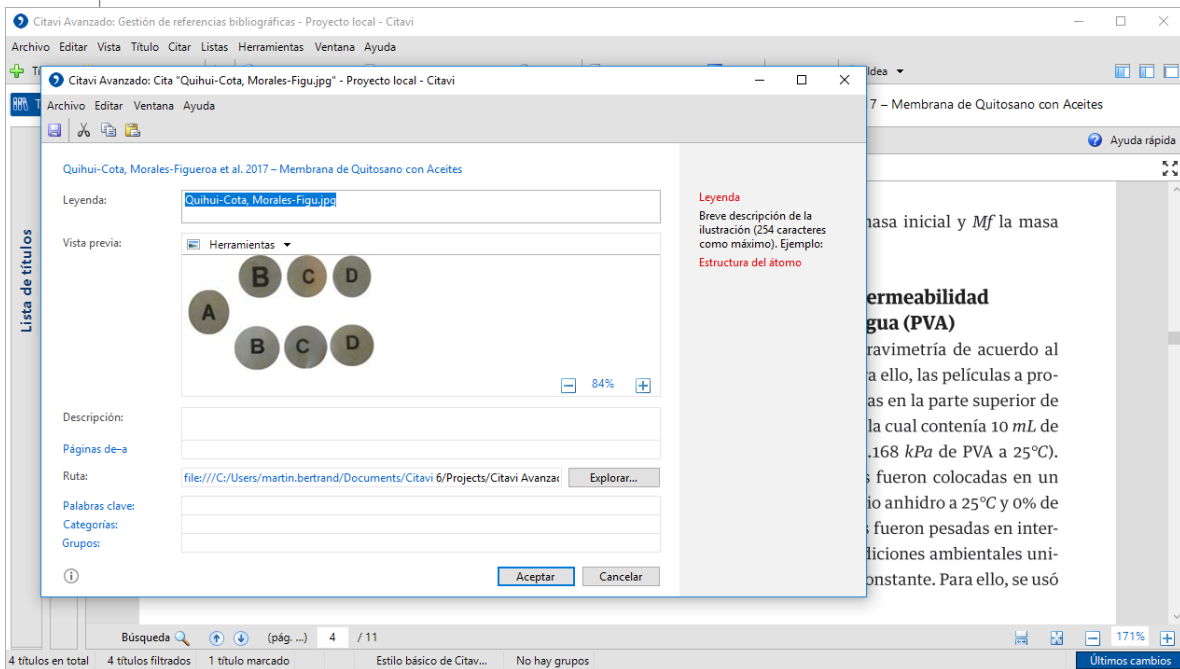 Citavi Avanzado: Gestión de referencias bibliográficas - Proyecto local - Citavi
Archivo Editar Vista Título Citar Listas Herramientas Ventana Ayuda
Idea
7 – Membrana de Quitosano con Aceites
Ayuda rápida
Lista de títulos
Citavi Avanzado: Cita "Quihui-Cota, Morales-Figu.jpg" - Proyecto local - Citavi
Archivo Editar Ventana Ayuda
Quihui-Cota, Morales-Figueroa et al. 2017 – Membrana de Quitosano con Aceites
Leyenda:
Quihui-Cota, Morales-Figu.jpg
Vista previa:
Herramientas
B C D
A
B C D
84%
Descripción:
Páginas de–a
Ruta:
file:///C:/Users/martin.bertrand/Documents/Citavi 6/Projects/Citavi Avanzac
Explorar...
Palabras clave:
Categorías:
Grupos:
Aceptar
Cancelar
Leyenda
Breve descripción de la
ilustración (254 caracteres
como máximo). Ejemplo:
Estructura del átomo
nasa inicial y Mf la masa
ermeabilidad
gua (PVA)
ravimetría de acuerdo al
a ello, las películas a pro-
as en la parte superior de
la cual contenía 10 mL de
.168 kPa de PVA a 25°C).
s fueron colocadas en un
io anhidro a 25°C y 0% de
s fueron pesadas en inter-
diciones ambientales uni-
onstante. Para ello, se usó
Búsqueda
(pág. ...)
4
/ 11
171%
4 títulos en total
4 títulos filtrados
1 título marcado
Estilo básico de Citav...
No hay grupos
Últimos cambios